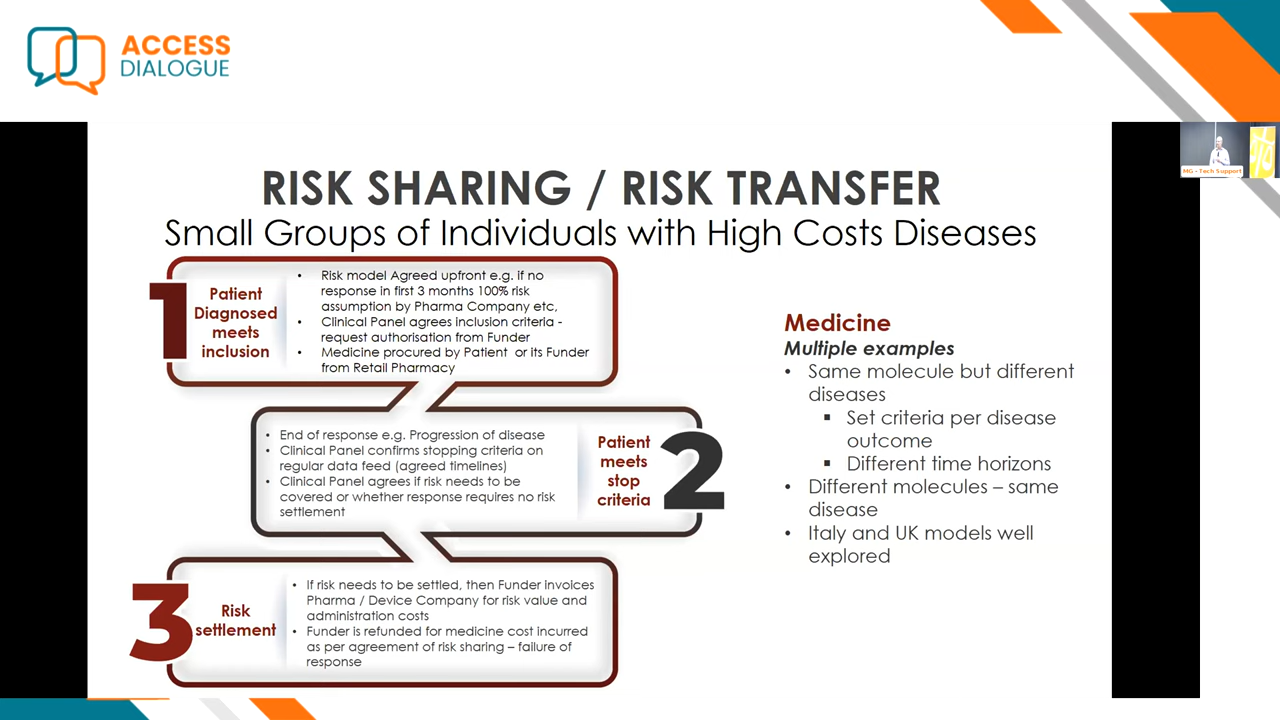 ACCESS
DIALOGUE
MG - Tech Support
RISK SHARING / RISK TRANSFER
Small Groups of Individuals with High Costs Diseases
1
Patient
Diagnosed
meets
inclusion
• Risk model Agreed upfront e.g. if no
response in first 3 months 100% risk
assumption by Pharma Company etc,
• Clinical Panel agrees inclusion criteria -
request authorisation from Funder
• Medicine procured by Patient or its Funder
from Retail Pharmacy
• End of response e.g. Progression of disease
• Clinical Panel confirms stopping criteria on
regular data feed (agreed timelines)
• Clinical Panel agrees if risk needs to be
covered or whether response requires no risk
settlement
Patient
meets
stop
criteria
2
3
Risk
settlement
• If risk needs to be settled, then Funder invoices
Pharma / Device Company for risk value and
administration costs
• Funder is refunded for medicine cost incurred
as per agreement of risk sharing – failure of
response
Medicine
Multiple examples
• Same molecule but different
diseases
▪ Set criteria per disease
outcome
▪ Different time horizons
• Different molecules – same
disease
• Italy and UK models well
explored